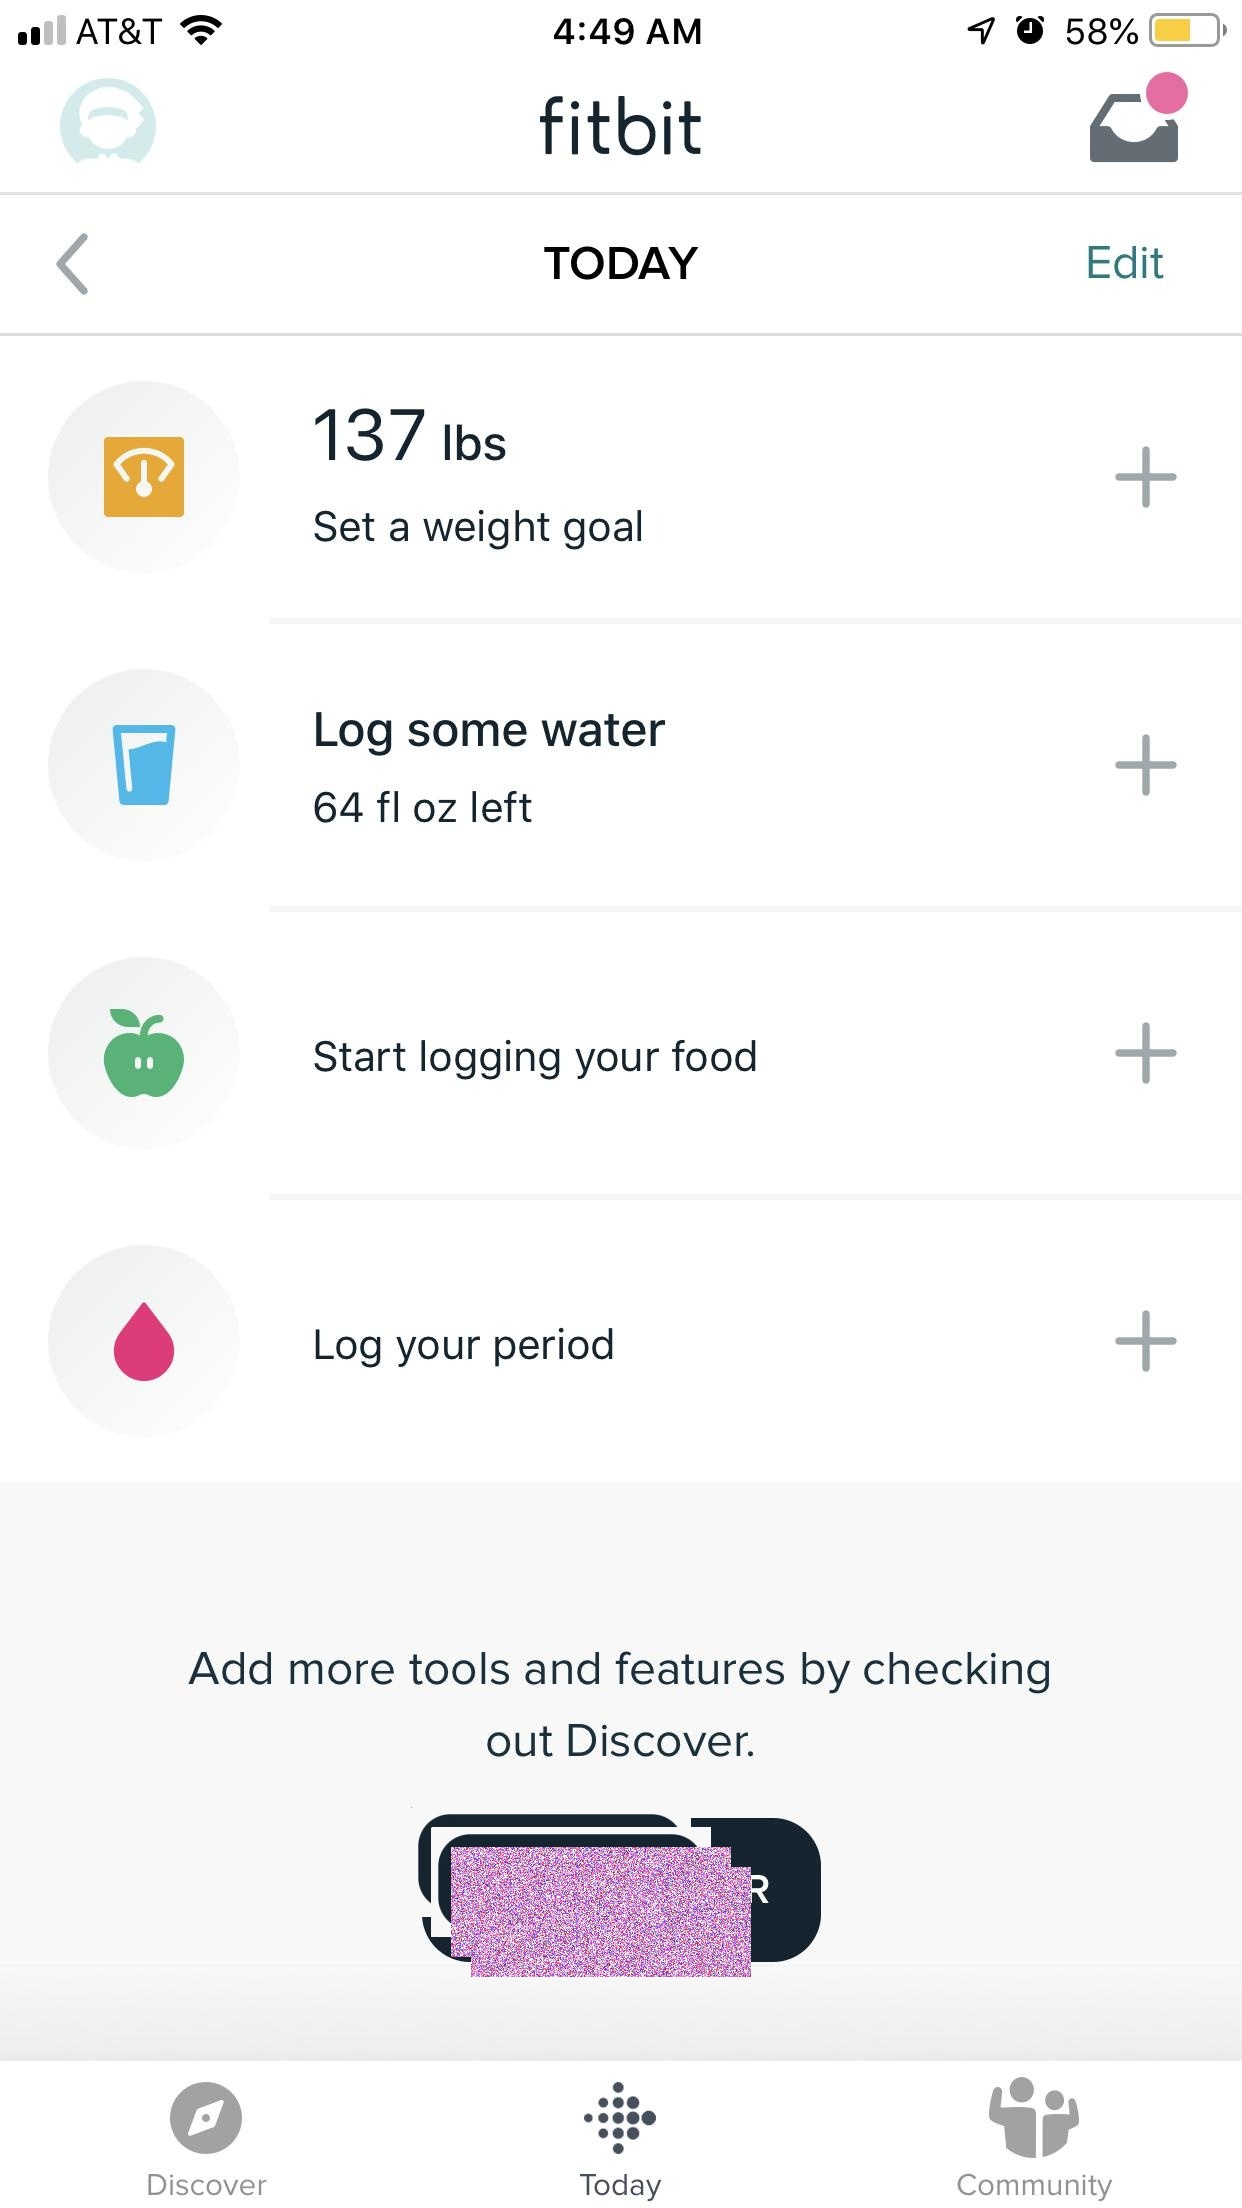 AT&T 4:49 AM 58%
fitbit
TODAY Edit
137 lbs
Set a weight goal
Log some water
64 fl oz left
Start logging your food
Log your period
Add more tools and features by checking
out Discover.
Discover Today Community